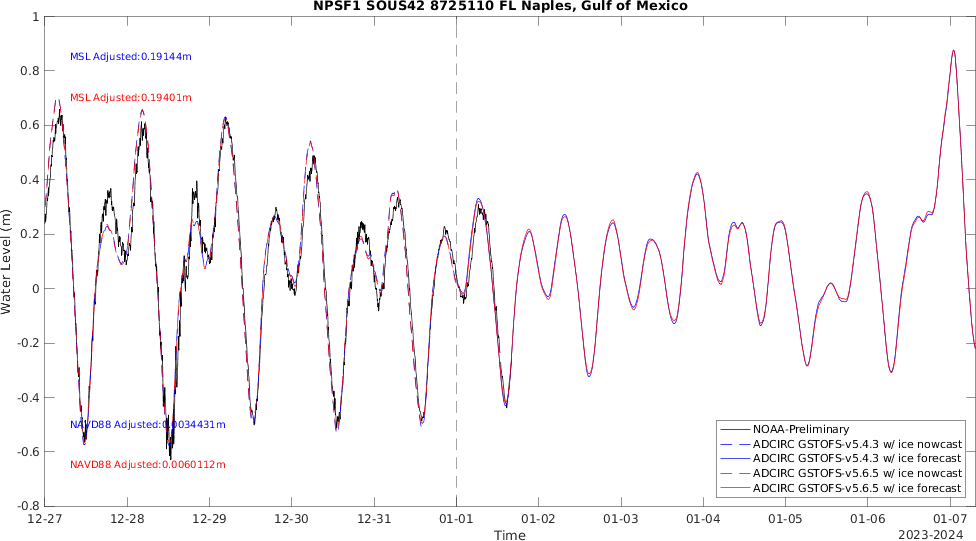 NPSF1 SOUS42 8725110 FL Naples, Gulf of Mexico
1
0.8
0.6
0.4
0.2
0
-0.2
-0.4
-0.6
-0.8
Water Level (m)
MSL Adjusted:0.19144m
MSL Adjusted:0.19401m
NAVD88 Adjusted:0.0034431m
NAVD88 Adjusted:0.0060112m
NOAA-Preliminary
ADCIRC GSTOFS-v5.4.3 w/ ice nowcast
ADCIRC GSTOFS-v5.4.3 w/ ice forecast
ADCIRC GSTOFS-v5.6.5 w/ ice nowcast
ADCIRC GSTOFS-v5.6.5 w/ ice forecast
12-27 12-28 12-29 12-30 12-31 01-01 01-02 01-03 01-04 01-05 01-06 01-07
Time
2023-2024